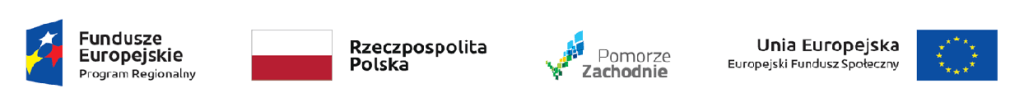 Fundusze
Europejskie
Program Regionalny
Rzeczpospolita
Polska
Pomorze
Zachodnie
Unia Europejska
Europejski Fundusz Społeczny